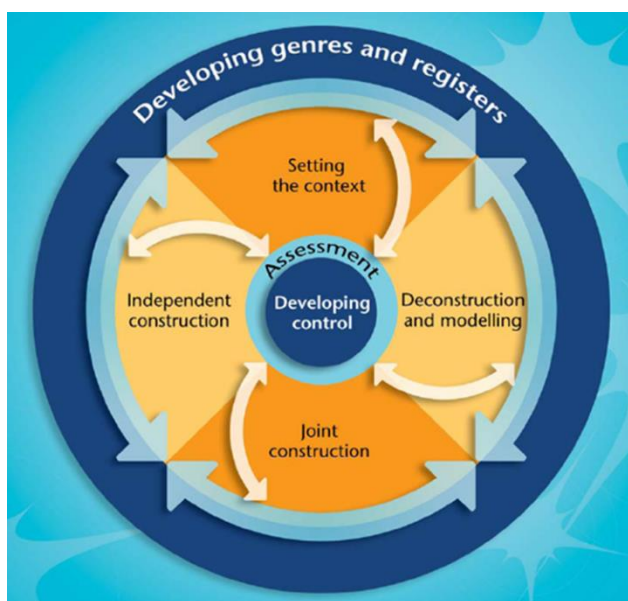 Developing genres and registers
Setting
the context
Assessment
Independent
construction
Developing
control
Deconstruction
and modelling
Joint
construction